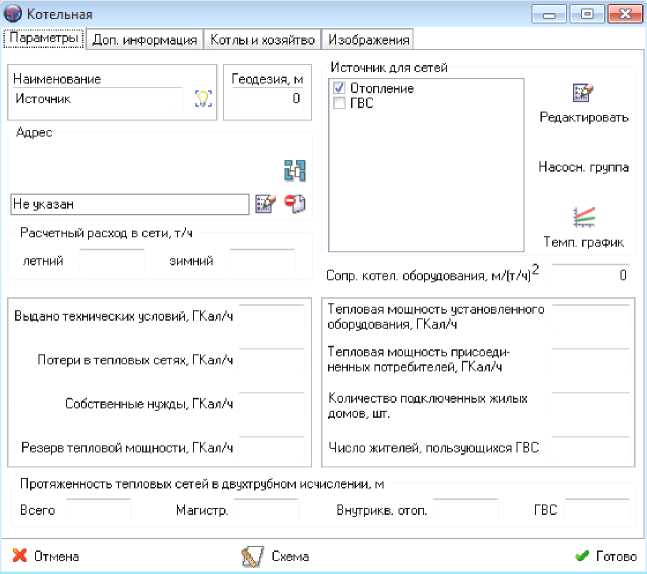 Котельная
Параметры
Доп. информация
Котлы и хозяйтво
Изображения
Наименование
Источник
Геодезия, м
0
Источник для сетей
Отопление
ГВС
Редактировать
Насосн. группа
Темп. график
Адрес
Не указан
Расчетный расход в сети, т/ч
летний
зимний
Сопр. котел. оборудования, м/(т/ч)2
0
Выдано технических условий, ГКал/ч
Потери в тепловых сетях, ГКал/ч
Собственные нужды, ГКал/ч
Резерв тепловой мощности, ГКал/ч
Тепловая мощность установленного
оборудования, ГКал/ч
Тепловая мощность присоеди-
ненных потребителей, ГКал/ч
Количество подключенных жилых
домов, шт.
Число жителей, пользующихся ГВС
Протяженность тепловых сетей в двухтрубном исчислении, м
Всего
Магистр.
Внутрикв. отоп.
ГВС
Отмена
Схема
Готово